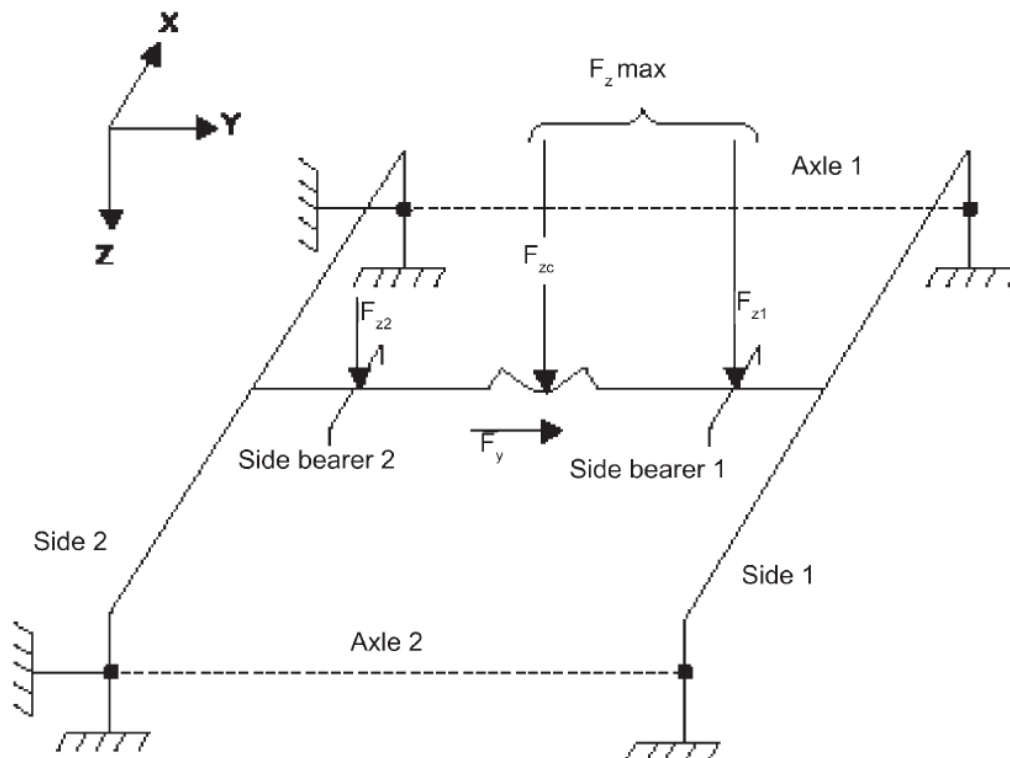 X
F_z max
Y
Axle 1
Z
F_zc
F_z2
F_z1
Side bearer 2
F_y
Side bearer 1
Side 2
Side 1
Axle 2